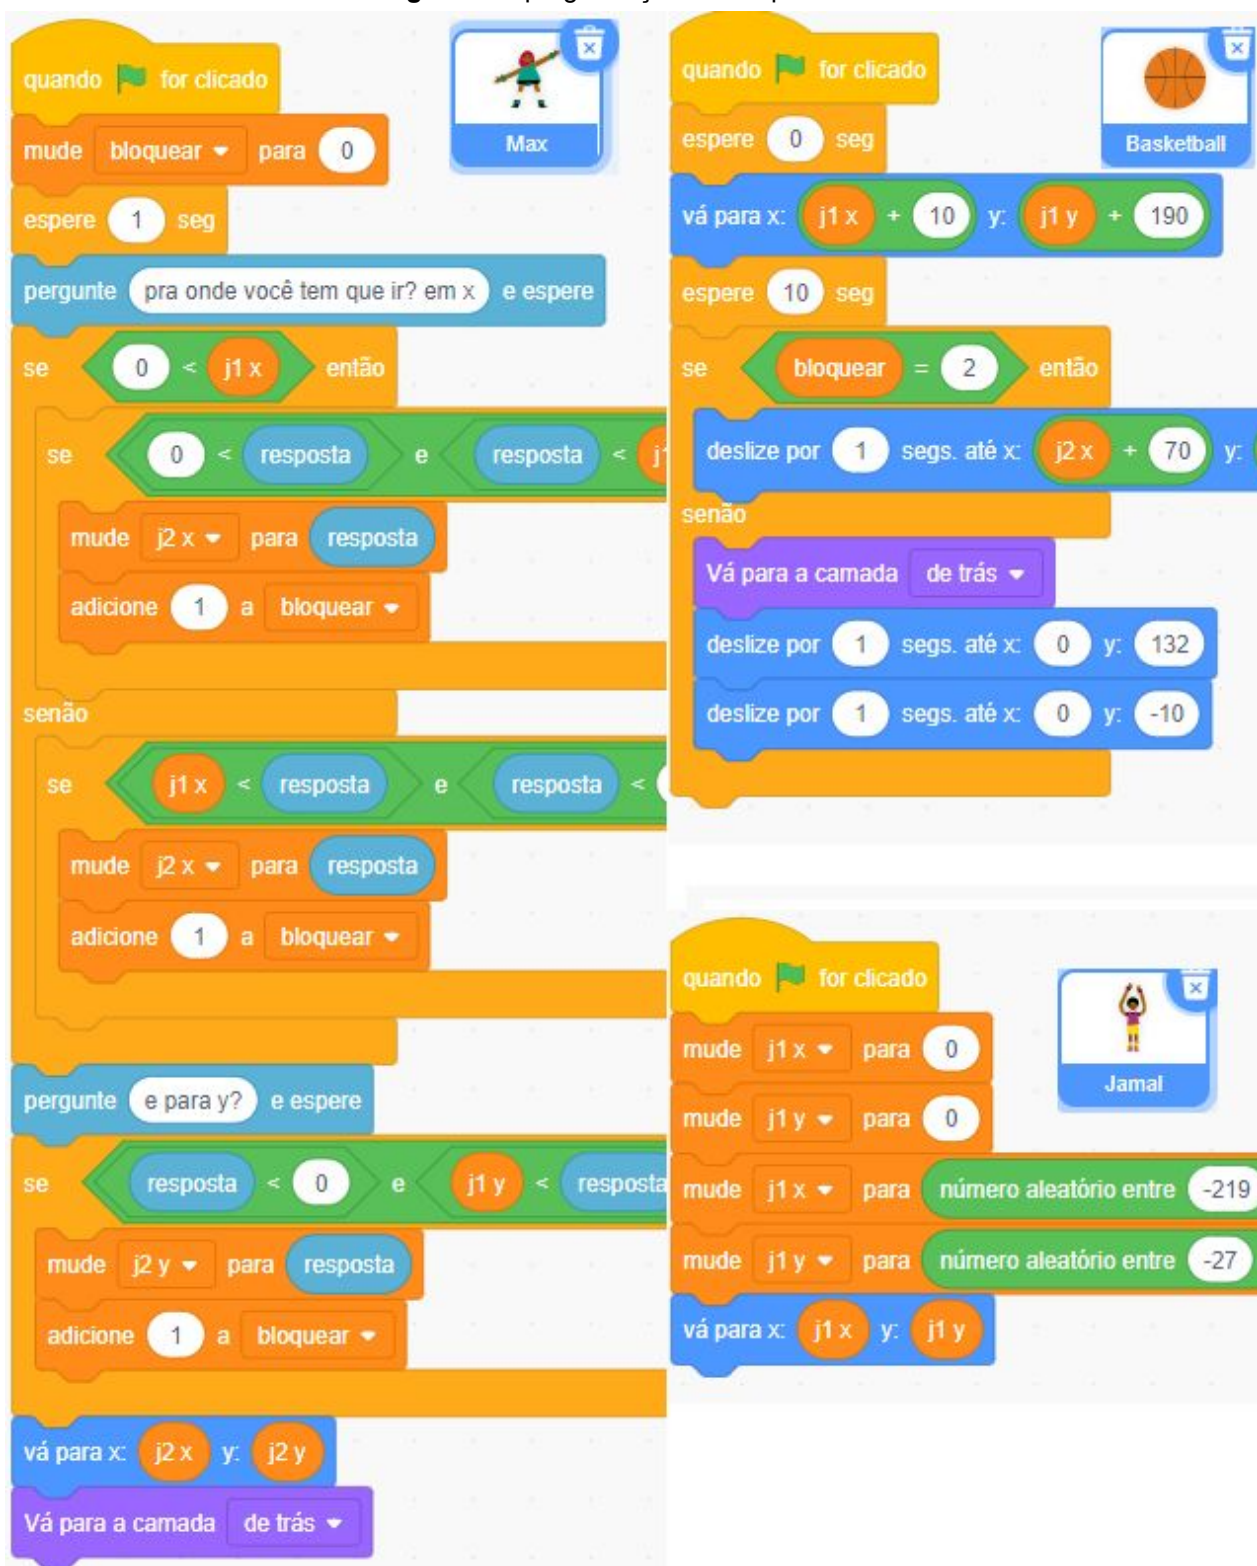 quando for clicado
mude bloquear para 0
espere 1 seg
pergunte pra onde você tem que ir? em x e espere
se 0 < j1 x então
se 0 < resposta e resposta <
mude j2 x para resposta
adicione 1 a bloquear
senão
se j1 x < resposta e resposta <
mude j2 x para resposta
adicione 1 a bloquear
pergunte e para y? e espere
se resposta < 0 e j1 y < resposta
mude j2 y para resposta
adicione 1 a bloquear
vá para x: j2 x y: j2 y
Vá para a camada de trás
Max
quando for clicado
espere 0 seg
vá para x: j1 x + 10 y: j1 y + 190
espere 10 seg
se bloquear = 2 então
deslize por 1 segs. até x: j2 x + 70 y:
senão
Vá para a camada de trás
deslize por 1 segs. até x: 0 y: 132
deslize por 1 segs. até x: 0 y: -10
Basketball
quando for clicado
mude j1 x para 0
mude j1 y para 0
mude j1 x para número aleatório entre -219
mude j1 y para número aleatório entre -27
vá para x: j1 x y: j1 y
Jamal